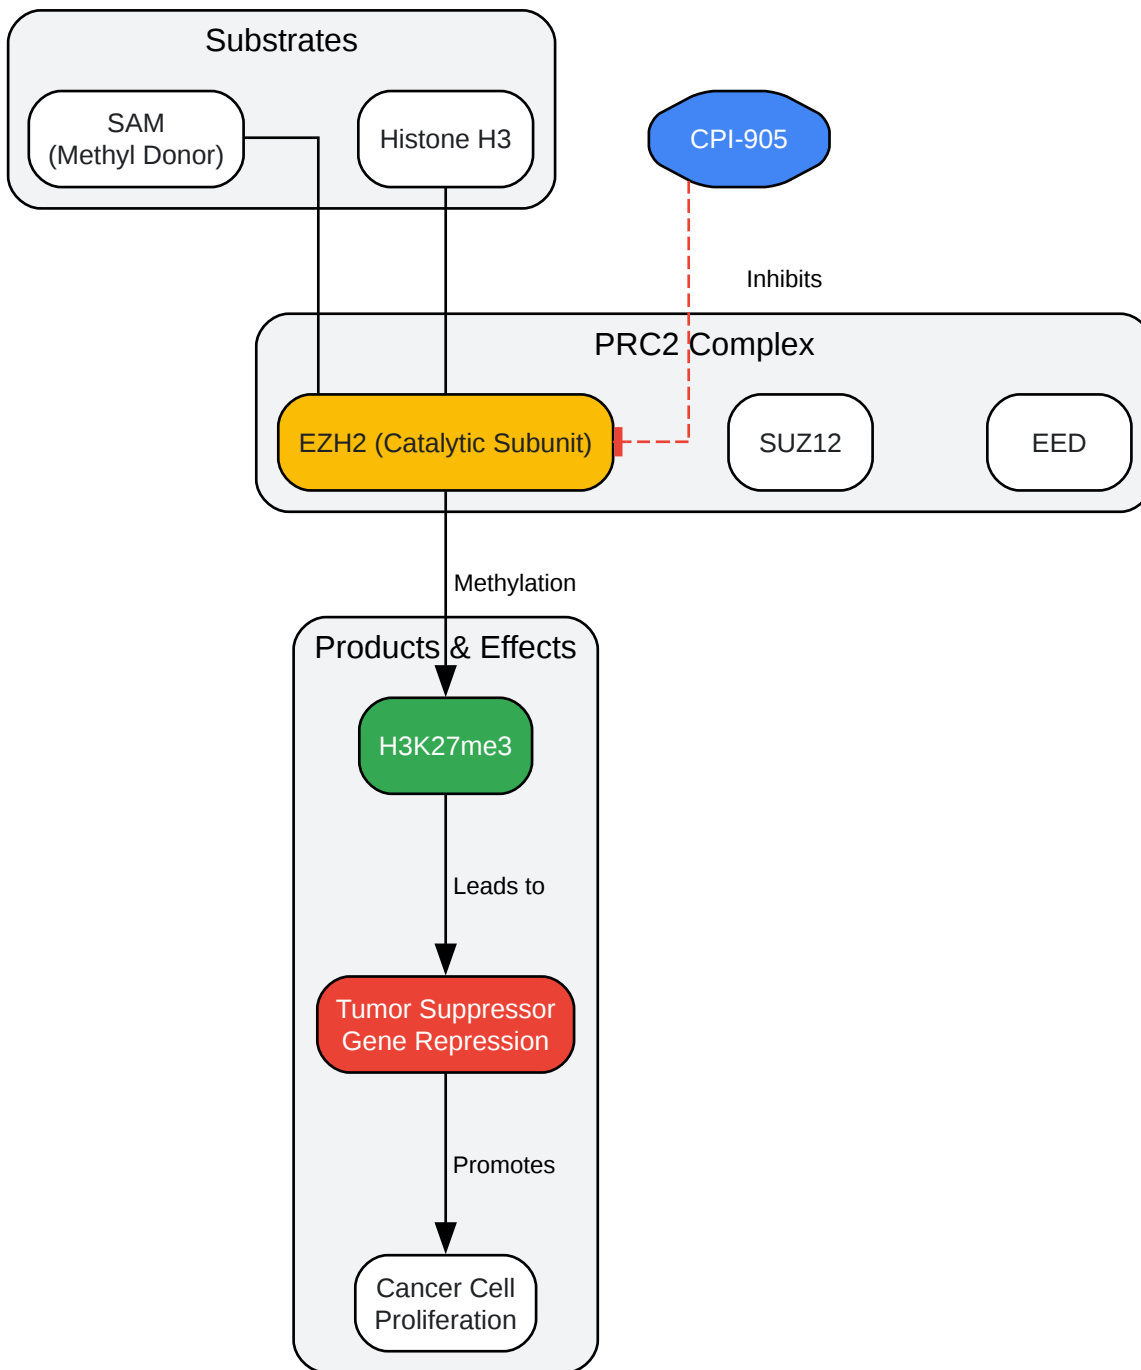 Substrates
SAM
(Methyl Donor)
Histone H3
CPI-905
Inhibits
PRC2 Complex
EZH2 (Catalytic Subunit)
SUZ12
EED
Methylation
Products & Effects
H3K27me3
Leads to
Tumor Suppressor
Gene Repression
Promotes
Cancer Cell
Proliferation